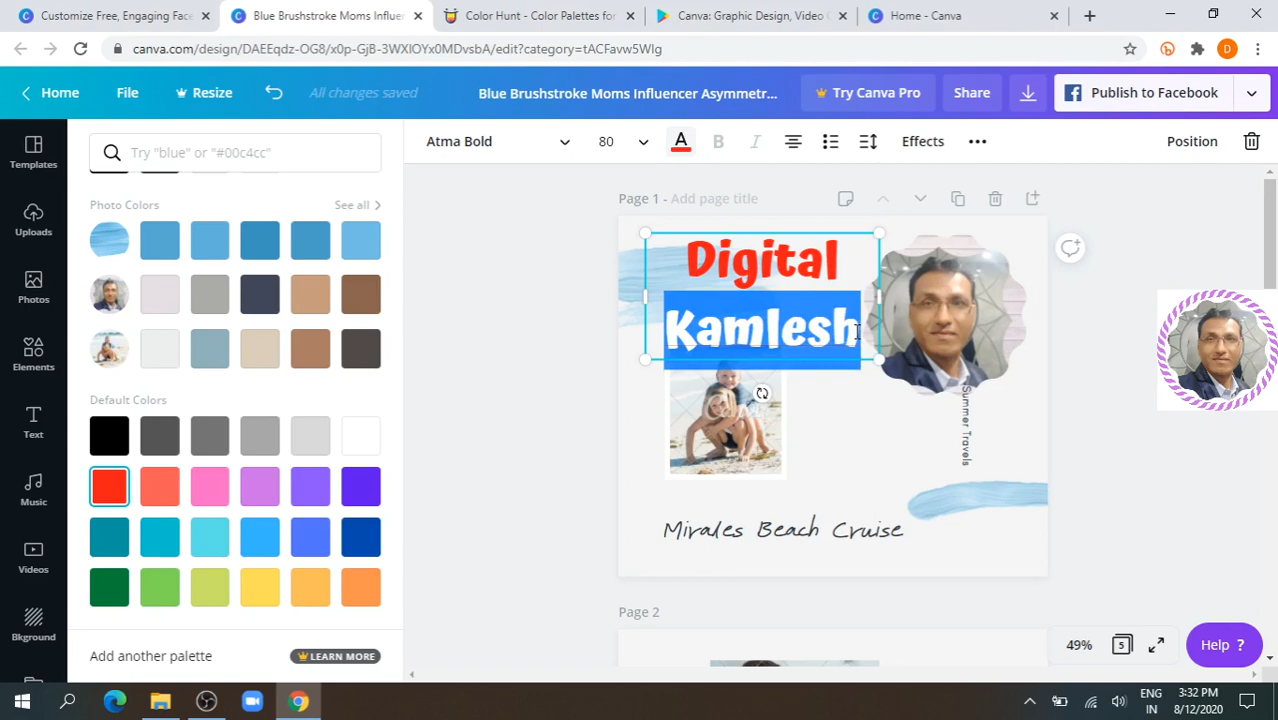 Customize Free, Engaging Face
Blue Brushstroke Moms Influen
Color Hunt - Color Palettes for
Canva: Graphic Design, Video C
Home - Canva
canva.com/design/DAEEqdz-OG8/x0p-GjB-3WXIOYx0MDvsbA/edit?category=tACFavw5WIg
D
Home
File
Resize
All changes saved
Blue Brushstroke Moms Influencer Asymmetr...
Try Canva Pro
Share
Publish to Facebook
Templates
Uploads
Photos
Elements
Text
Music
Videos
Bkground
Try "blue" or "#00c4cc"
Photo Colors
See all
Default Colors
Add another palette
LEARN MORE
Atma Bold
80
A
B
I
Effects
Position
Page 1 - Add page title
Digital
Kamlesh
Summer Travels
Mirales Beach Cruise
Page 2
49%
5
Help ?
ENG
IN
3:32 PM
8/12/2020